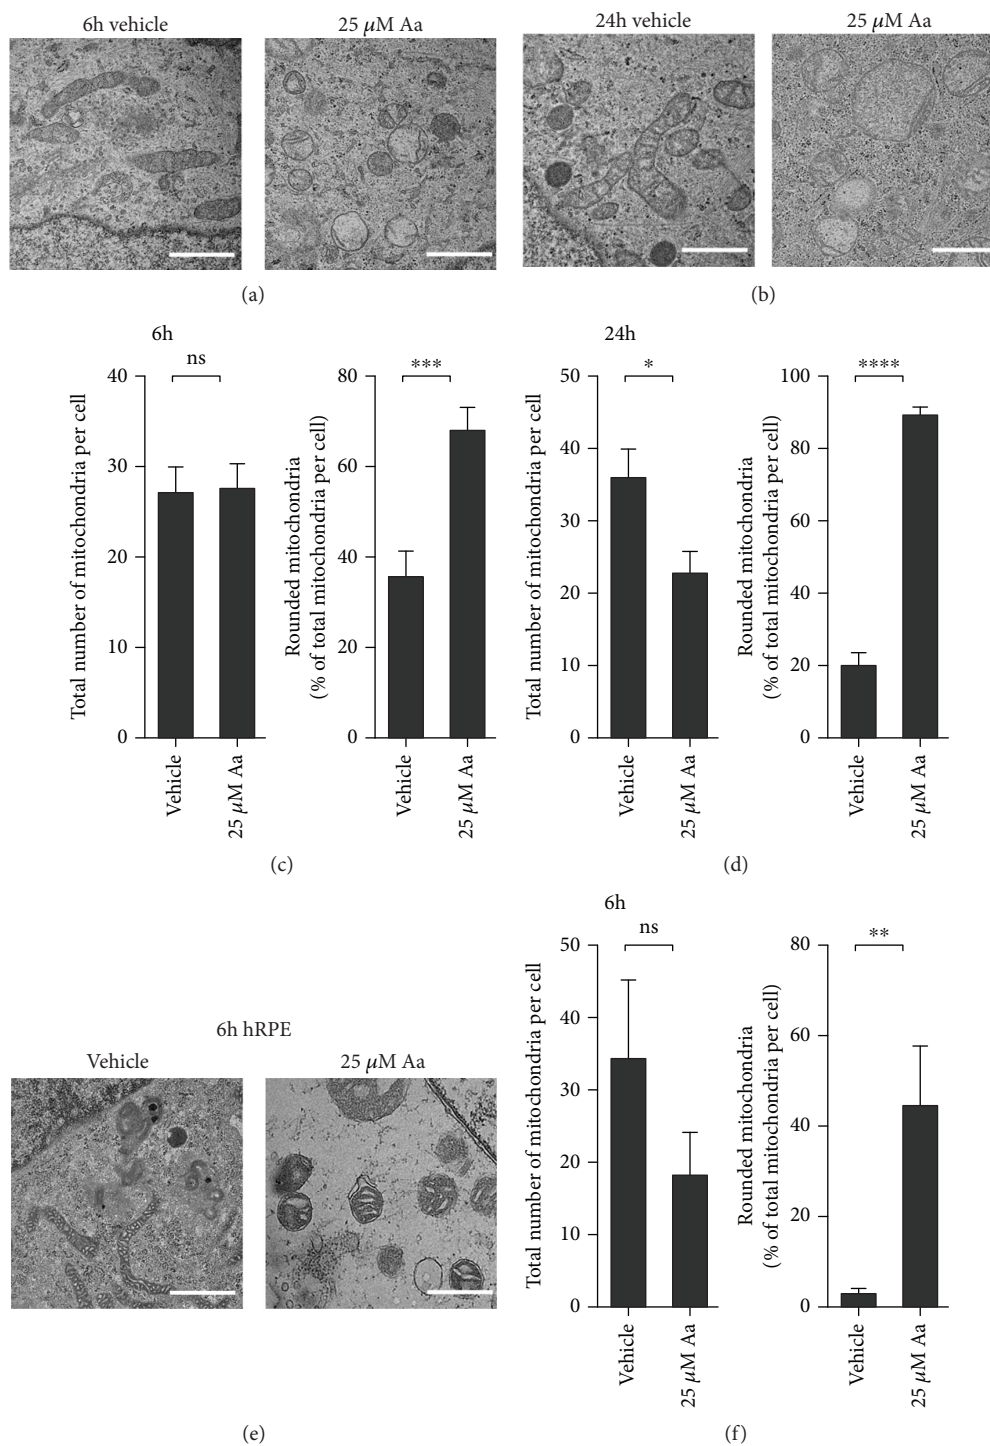 6h vehicle
25 μM Aa
24h vehicle
25 μM Aa
(a)
(b)
6h
ns
40
30
20
10
0
Total number of mitochondria per cell
Vehicle
25 μM Aa
***
80
60
40
20
0
Rounded mitochondria
(% of total mitochondria per cell)
Vehicle
25 μM Aa
(c)
24h
*
50
40
30
20
10
0
Total number of mitochondria per cell
Vehicle
25 μM Aa
****
100
80
60
40
20
0
Rounded mitochondria
(% of total mitochondria per cell)
Vehicle
25 μM Aa
(d)
6h hRPE
Vehicle
25 μM Aa
(e)
6h
ns
50
40
30
20
10
0
Total number of mitochondria per cell
Vehicle
25 μM Aa
**
80
60
40
20
0
Rounded mitochondria
(% of total mitochondria per cell)
Vehicle
25 μM Aa
(f)